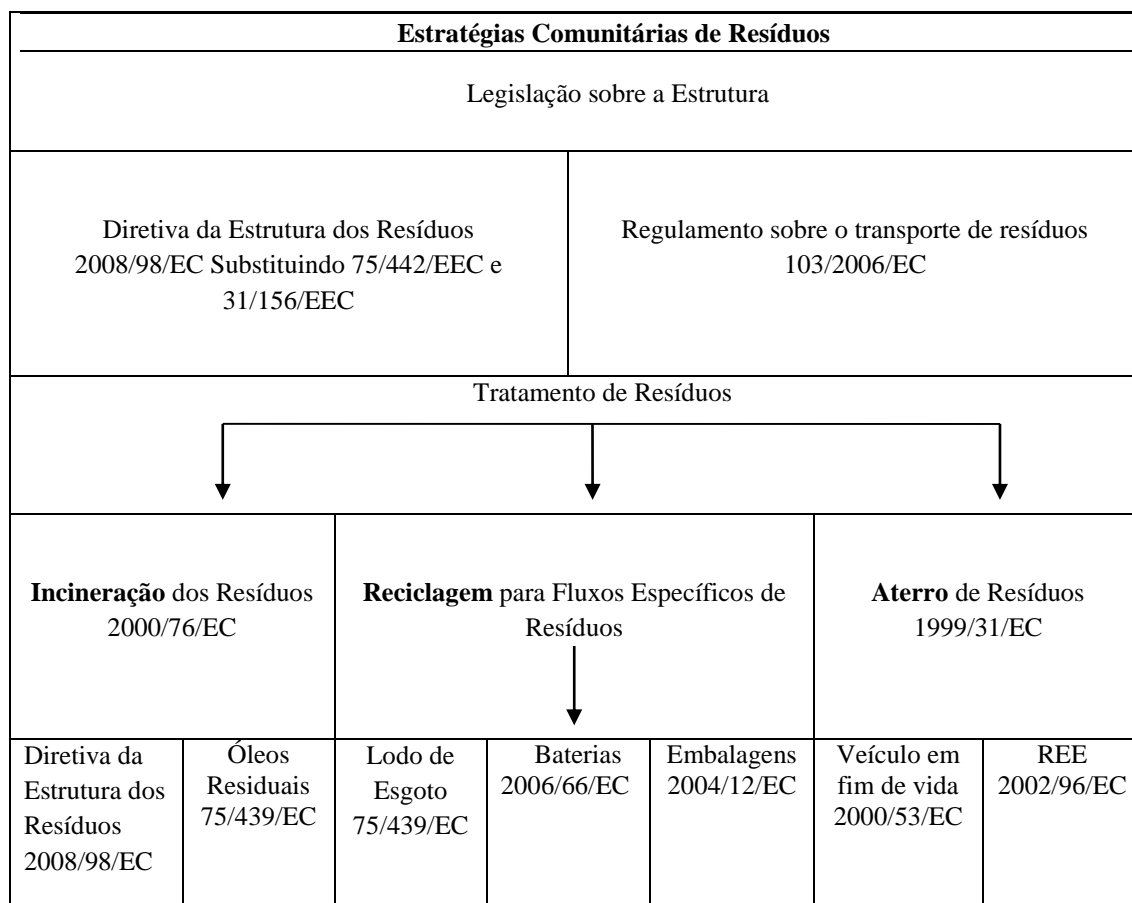 Estratégias Comunitárias de Resíduos
Legislação sobre a Estrutura
Diretiva da Estrutura dos Resíduos
2008/98/EC Substituindo 75/442/EEC e
31/156/EEC
Regulamento sobre o transporte de resíduos
103/2006/EC
Tratamento de Resíduos
Incineração dos Resíduos
2000/76/EC
Reciclagem para Fluxos Específicos de
Resíduos
Aterro de Resíduos
1999/31/EC
Diretiva da
Estrutura dos
Resíduos
2008/98/EC
Óleos
Residuais
75/439/EC
Lodo de
Esgoto
75/439/EC
Baterias
2006/66/EC
Embalagens
2004/12/EC
Veículo em
fim de vida
2000/53/EC
REE
2002/96/EC